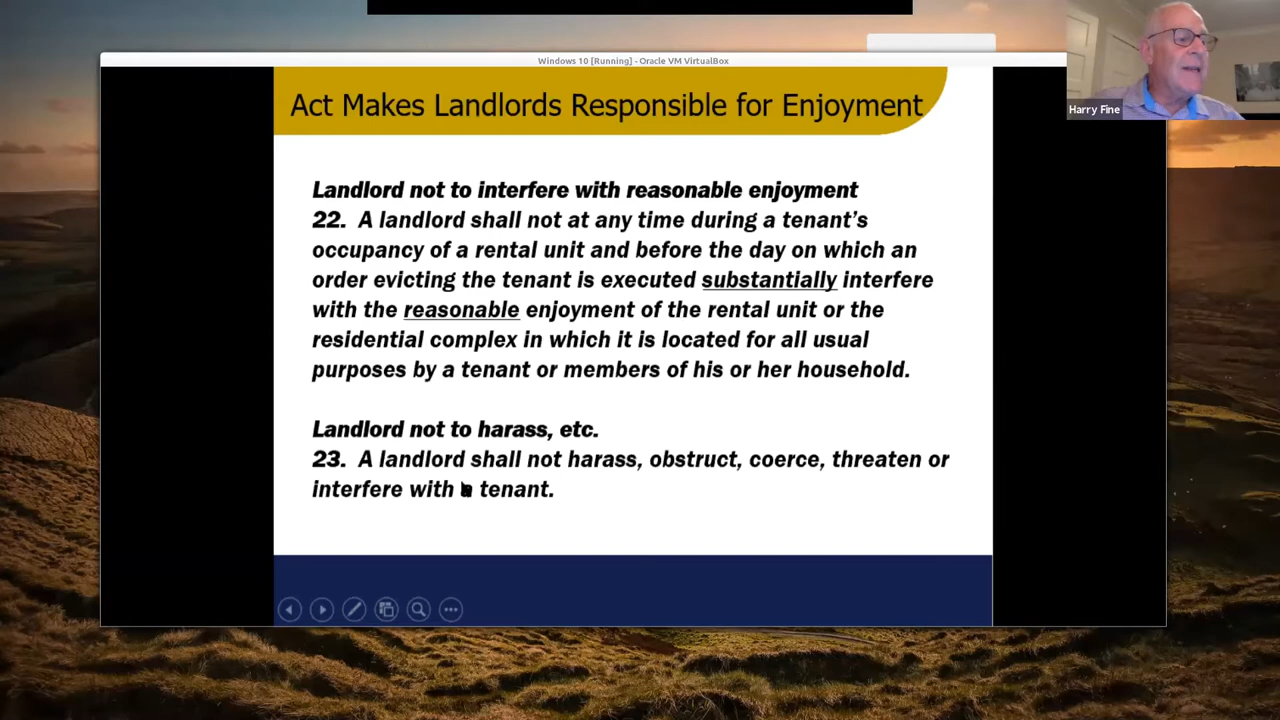 Windows 10 [Running] - Oracle VM VirtualBox
Harry Fine
Act Makes Landlords Responsible for Enjoyment
Landlord not to interfere with reasonable enjoyment
22. A landlord shall not at any time during a tenant’s
occupancy of a rental unit and before the day on which an
order evicting the tenant is executed substantially interfere
with the reasonable enjoyment of the rental unit or the
residential complex in which it is located for all usual
purposes by a tenant or members of his or her household.
Landlord not to harass, etc.
23. A landlord shall not harass, obstruct, coerce, threaten or
interfere with a tenant.